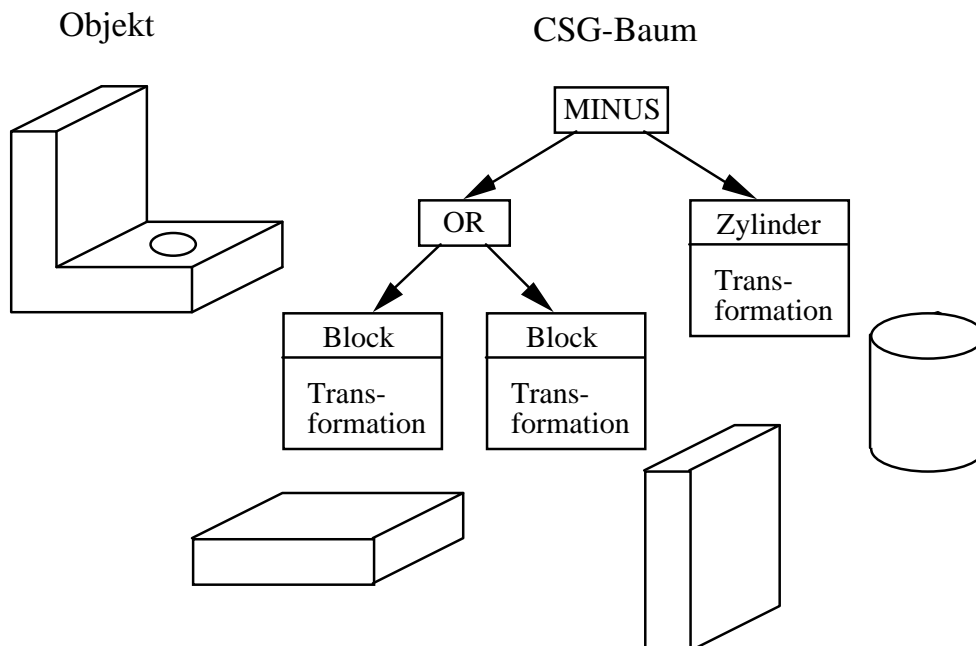 Objekt
CSG-Baum
MINUS
OR
Zylinder
Trans-
formation
Block
Trans-
formation
Block
Trans-
formation